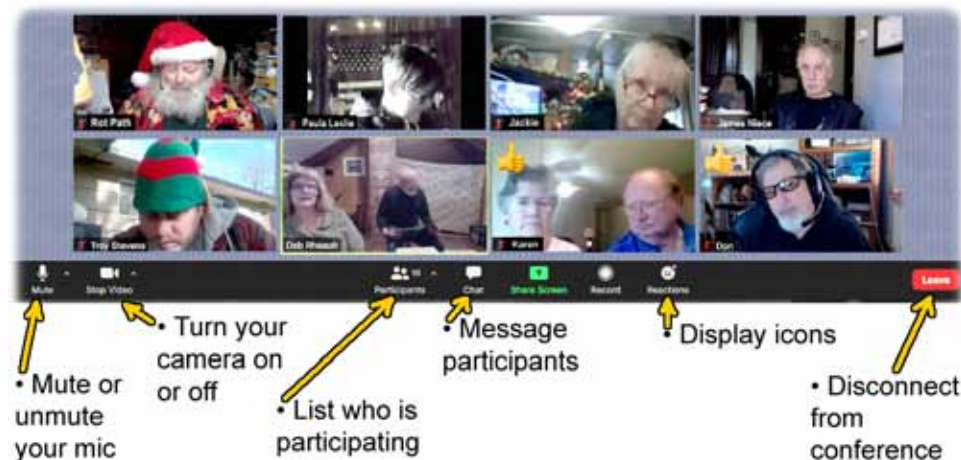 Rot Path
Paula Leslie
Jackie
James Niece
Troy Stevens
Deb Rheault
Karen
Don
Mute
Stop Video
Participants
Chat
Share Screen
Record
Reactions
Leave
• Turn your
camera on
or off
• Message
participants
• Display icons
• Mute or
unmute
your mic
• List who is
participating
• Disconnect
from
conference